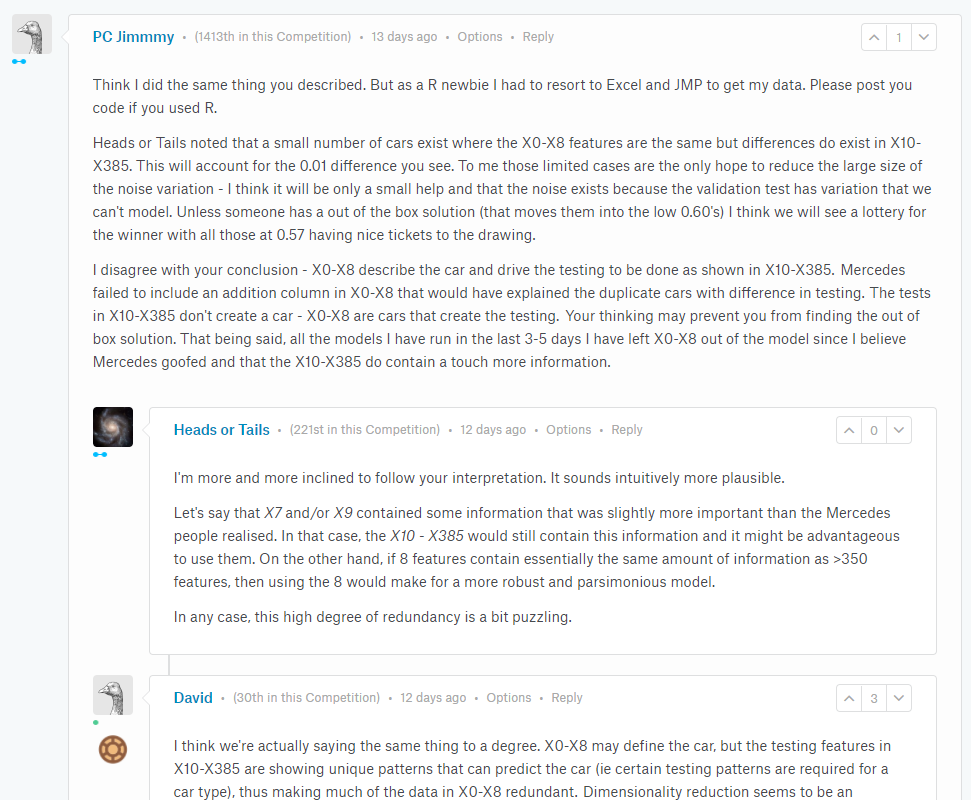 PC Jimmmy • (1413th in this Competition) • 13 days ago • Options • Reply 1
Think I did the same thing you described. But as a R newbie I had to resort to Excel and JMP to get my data. Please post you
code if you used R.
Heads or Tails noted that a small number of cars exist where the X0-X8 features are the same but differences do exist in X10-
X385. This will account for the 0.01 difference you see. To me those limited cases are the only hope to reduce the large size of
the noise variation - I think it will be only a small help and that the noise exists because the validation test has variation that we
can't model. Unless someone has a out of the box solution (that moves them into the low 0.60's) I think we will see a lottery for
the winner with all those at 0.57 having nice tickets to the drawing.
I disagree with your conclusion - X0-X8 describe the car and drive the testing to be done as shown in X10-X385. Mercedes
failed to include an addition column in X0-X8 that would have explained the duplicate cars with difference in testing. The tests
in X10-X385 don't create a car - X0-X8 are cars that create the testing. Your thinking may prevent you from finding the out of
box solution. That being said, all the models I have run in the last 3-5 days I have left X0-X8 out of the model since I believe
Mercedes goofed and that the X10-X385 do contain a touch more information.
Heads or Tails • (221st in this Competition) • 12 days ago • Options • Reply 0
I'm more and more inclined to follow your interpretation. It sounds intuitively more plausible.
Let's say that X7 and/or X9 contained some information that was slightly more important than the Mercedes
people realised. In that case, the X10 - X385 would still contain this information and it might be advantageous
to use them. On the other hand, if 8 features contain essentially the same amount of information as >350
features, then using the 8 would make for a more robust and parsimonious model.
In any case, this high degree of redundancy is a bit puzzling.
David • (30th in this Competition) • 12 days ago • Options • Reply 3
I think we're actually saying the same thing to a degree. X0-X8 may define the car, but the testing features in
X10-X385 are showing unique patterns that can predict the car (ie certain testing patterns are required for a
car type), thus making much of the data in X0-X8 redundant. Dimensionality reduction seems to be an